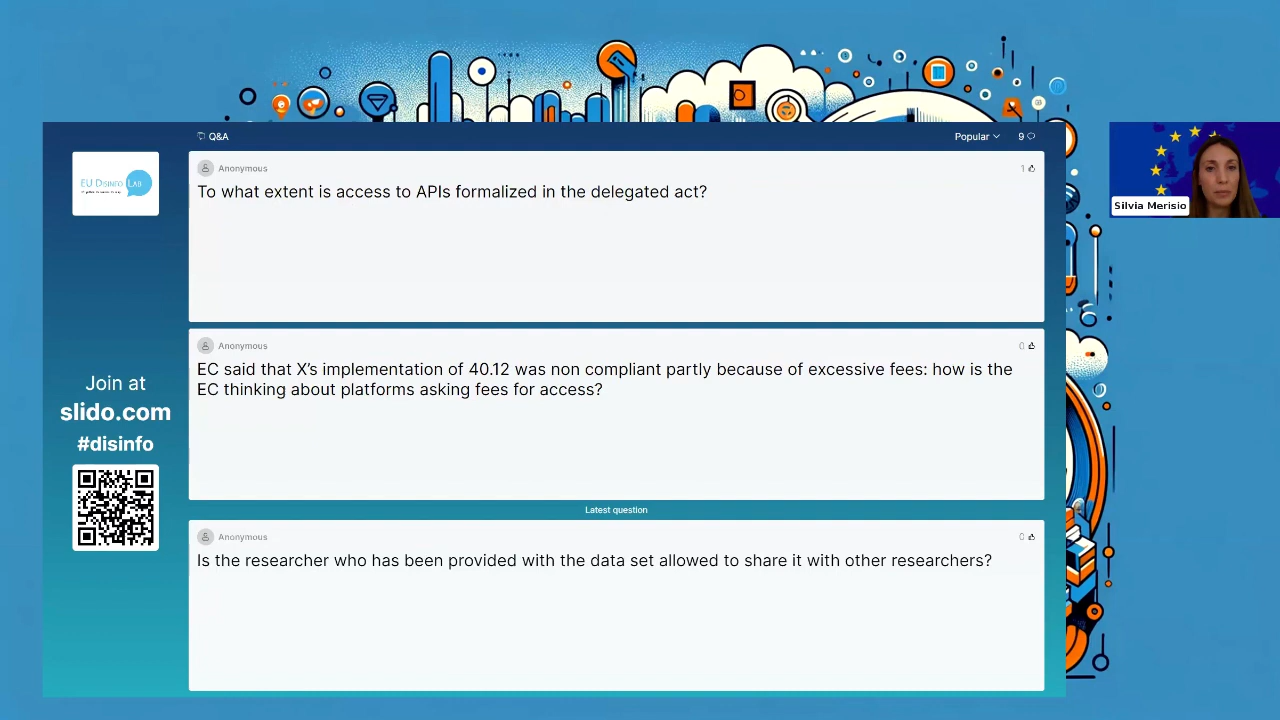 Q&A
Popular
9
EU DISINFO LAB
Anonymous
1
To what extent is access to APIs formalized in the delegated act?
Silvia Merisio
Anonymous
0
EC said that X's implementation of 40.12 was non compliant partly because of excessive fees: how is the
EC thinking about platforms asking fees for access?
Join at
slido.com
#disinfo
Latest question
Anonymous
0
Is the researcher who has been provided with the data set allowed to share it with other researchers?